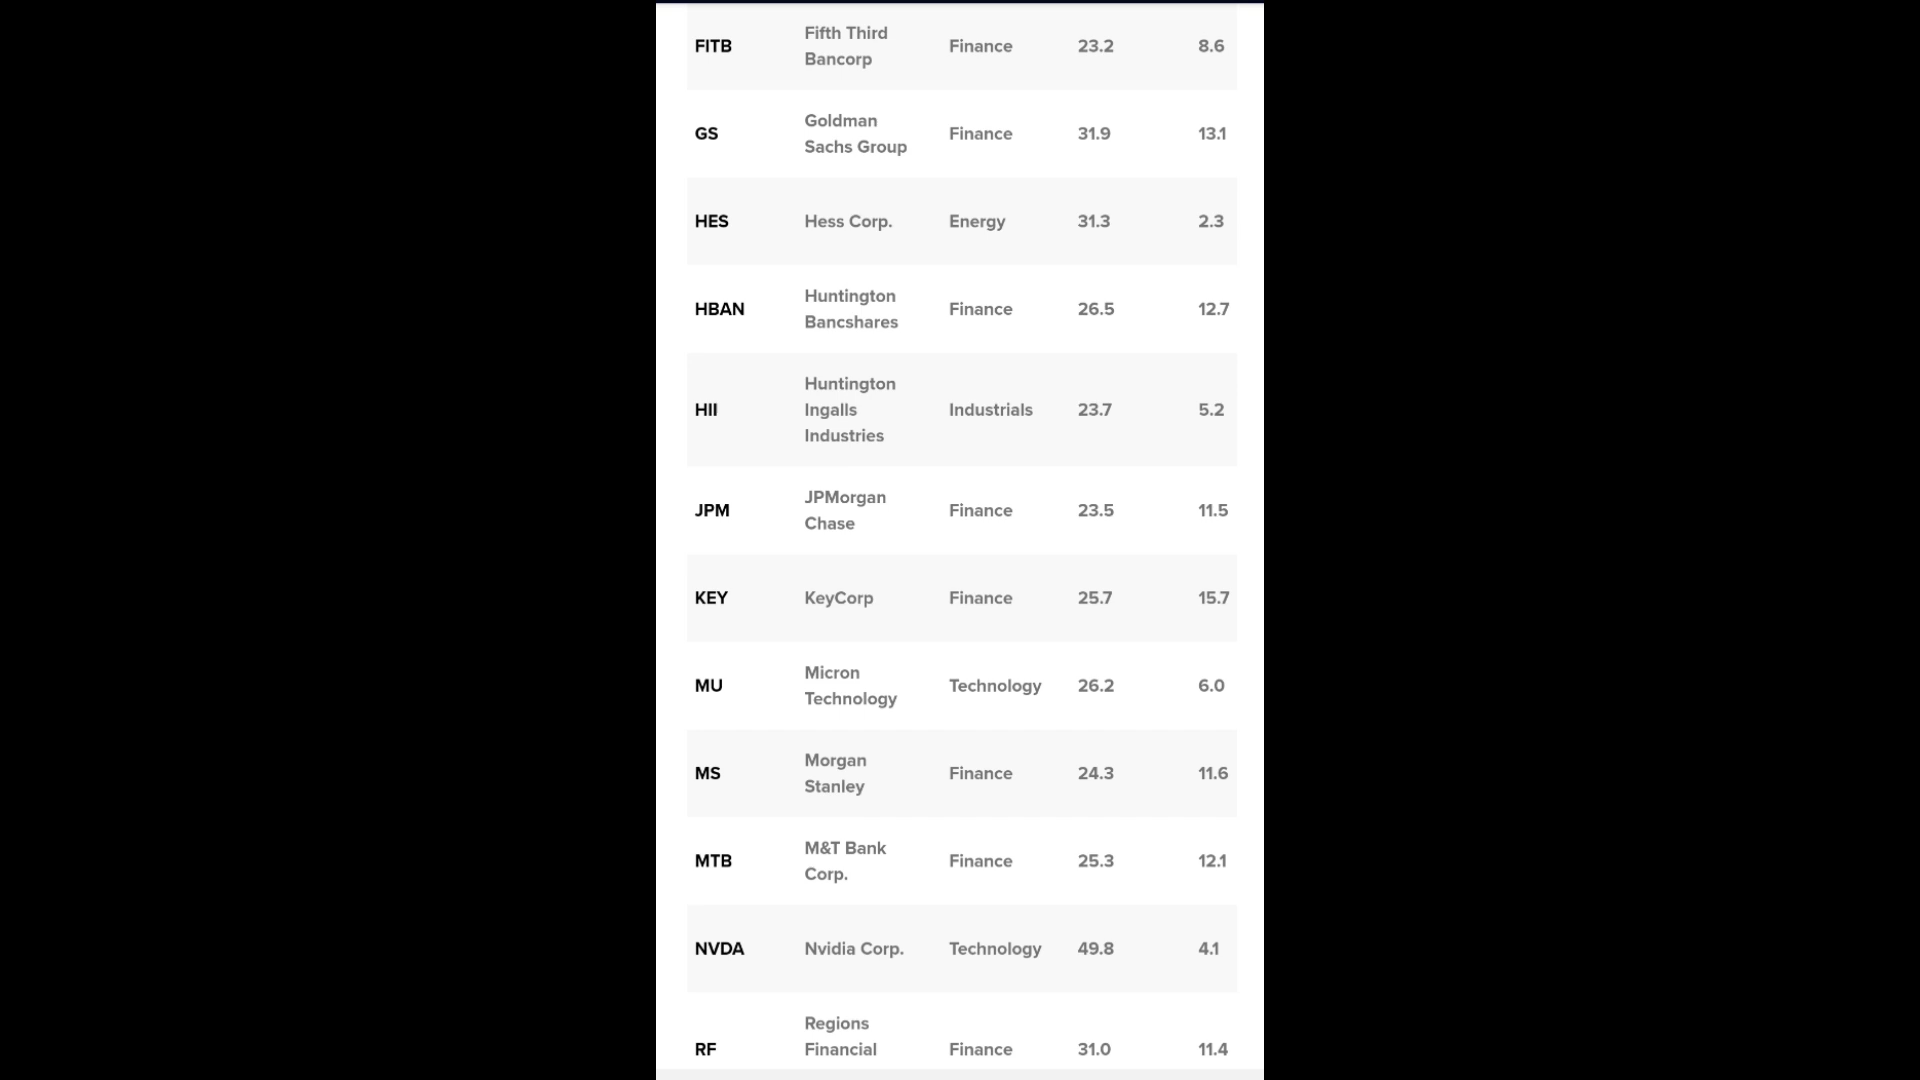 FITB Fifth Third Bancorp Finance 23.2 8.6
GS Goldman Sachs Group Finance 31.9 13.1
HES Hess Corp. Energy 31.3 2.3
HBAN Huntington Bancshares Finance 26.5 12.7
HII Huntington Ingalls Industries Industrials 23.7 5.2
JPM JPMorgan Chase Finance 23.5 11.5
KEY KeyCorp Finance 25.7 15.7
MU Micron Technology Technology 26.2 6.0
MS Morgan Stanley Finance 24.3 11.6
MTB M&T Bank Corp. Finance 25.3 12.1
NVDA Nvidia Corp. Technology 49.8 4.1
RF Regions Financial Finance 31.0 11.4